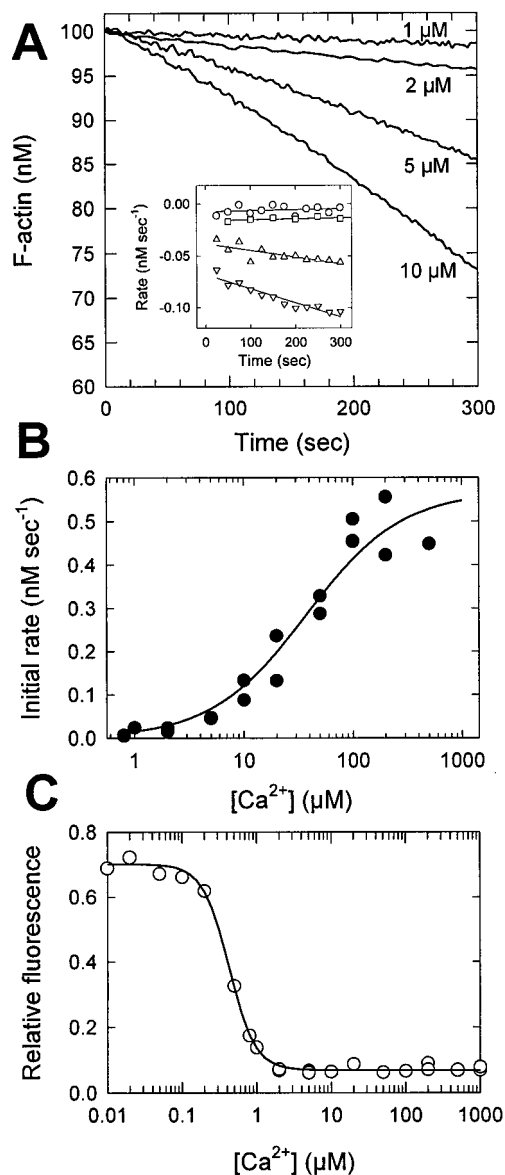 A
100
95
90
85
80
75
70
65
60
F-actin (nM)
1 µM
2 µM
5 µM
10 µM
0.00
-0.05
-0.10
Rate (nM sec⁻¹)
0 100 200 300
Time (sec)
0 100 200 300
Time (sec)
B
0.6
0.5
0.4
0.3
0.2
0.1
0.0
Initial rate (nM sec⁻¹)
1 10 100 1000
[Ca²⁺] (µM)
C
0.8
0.6
0.4
0.2
0.0
Relative fluorescence
0.01 0.1 1 10 100 1000
[Ca²⁺] (µM)